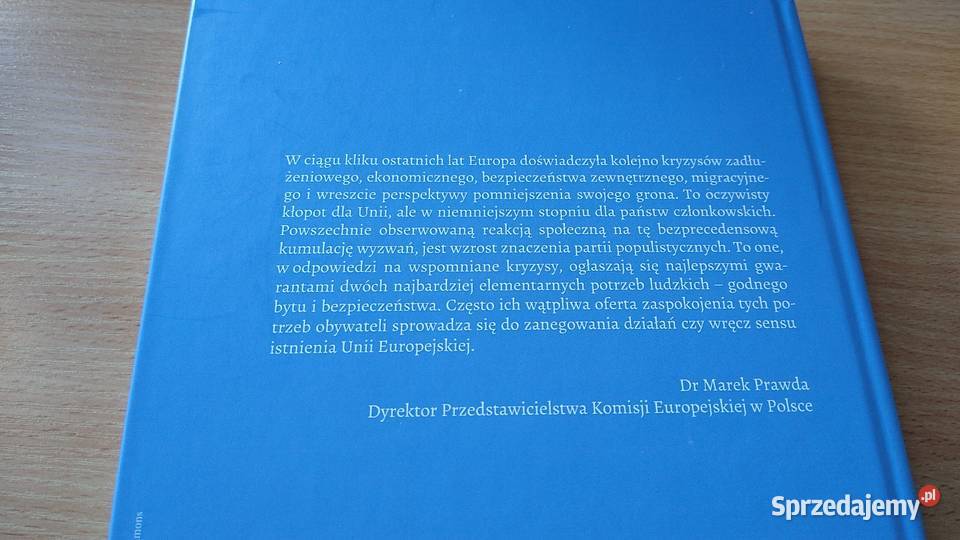 W ciągu kliku ostatnich lat Europa doświadczyła kolejno kryzysów zadłu-
żeniowego, ekonomicznego, bezpieczeństwa zewnętrznego, migracyjne-
go i wreszcie perspektywy pomniejszenia swojego grona. To oczywisty
kłopot dla Unii, ale w niemniejszym stopniu dla państw członkowskich.
Powszechnie obserwowaną reakcją społeczną na tę bezprecedensową
kumulację wyzwań, jest wzrost znaczenia partii populistycznych. To one,
w odpowiedzi na wspomniane kryzysy, ogłaszają się najlepszymi gwa-
rantami dwóch najbardziej elementarnych potrzeb ludzkich – godnego
bytu i bezpieczeństwa. Często ich wątpliwa oferta zaspokojenia tych po-
trzeb obywateli sprowadza się do zanegowania działań czy wręcz sensu
istnienia Unii Europejskiej.
Dr Marek Prawda
Dyrektor Przedstawicielstwa Komisji Europejskiej w Polsce
mons
Sprzedajemy.pl